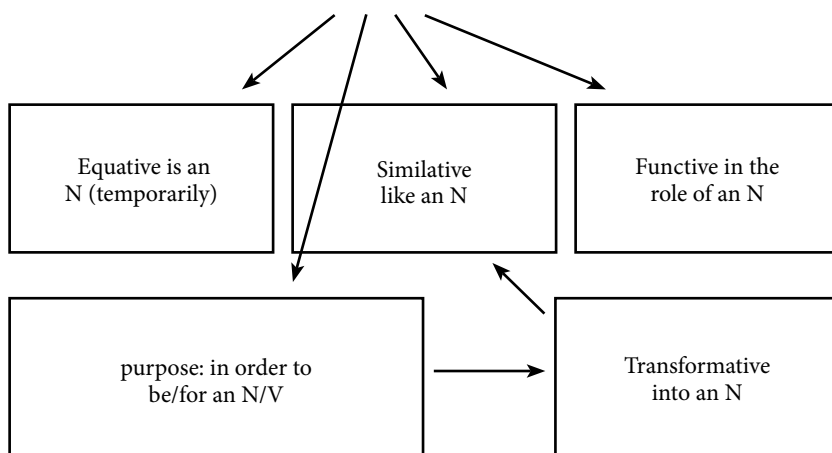 Equative is an
N (temporarily)
Similative
like an N
Functive in the
role of an N
purpose: in order to
be/for an N/V
Transformative
into an N